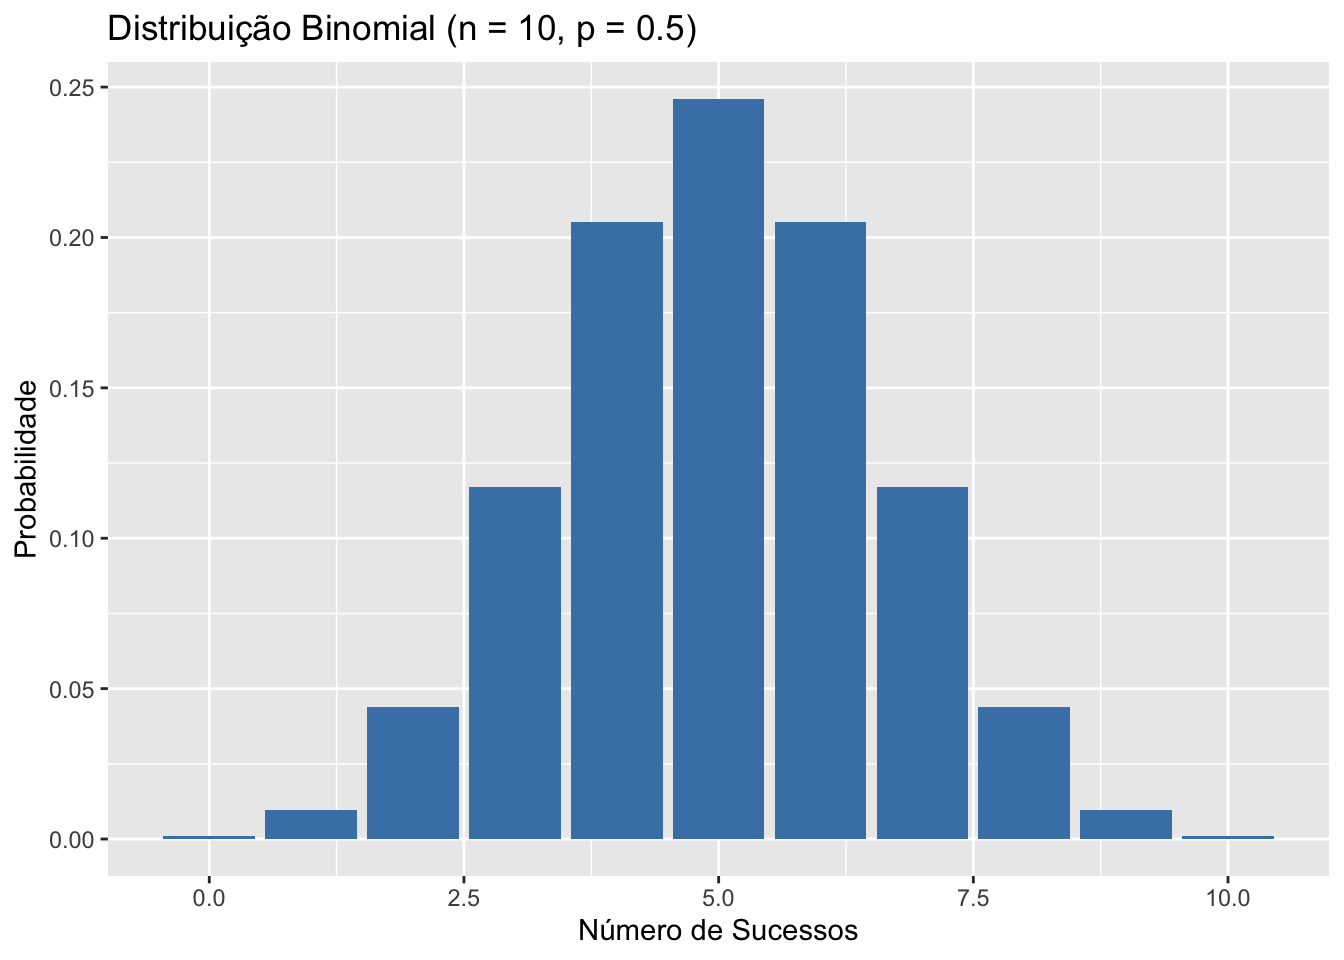 Distribuição Binomial (n = 10, p = 0.5)
Probabilidade
0.25
0.20
0.15
0.10
0.05
0.00
0.0 2.5 5.0 7.5 10.0
Número de Sucessos